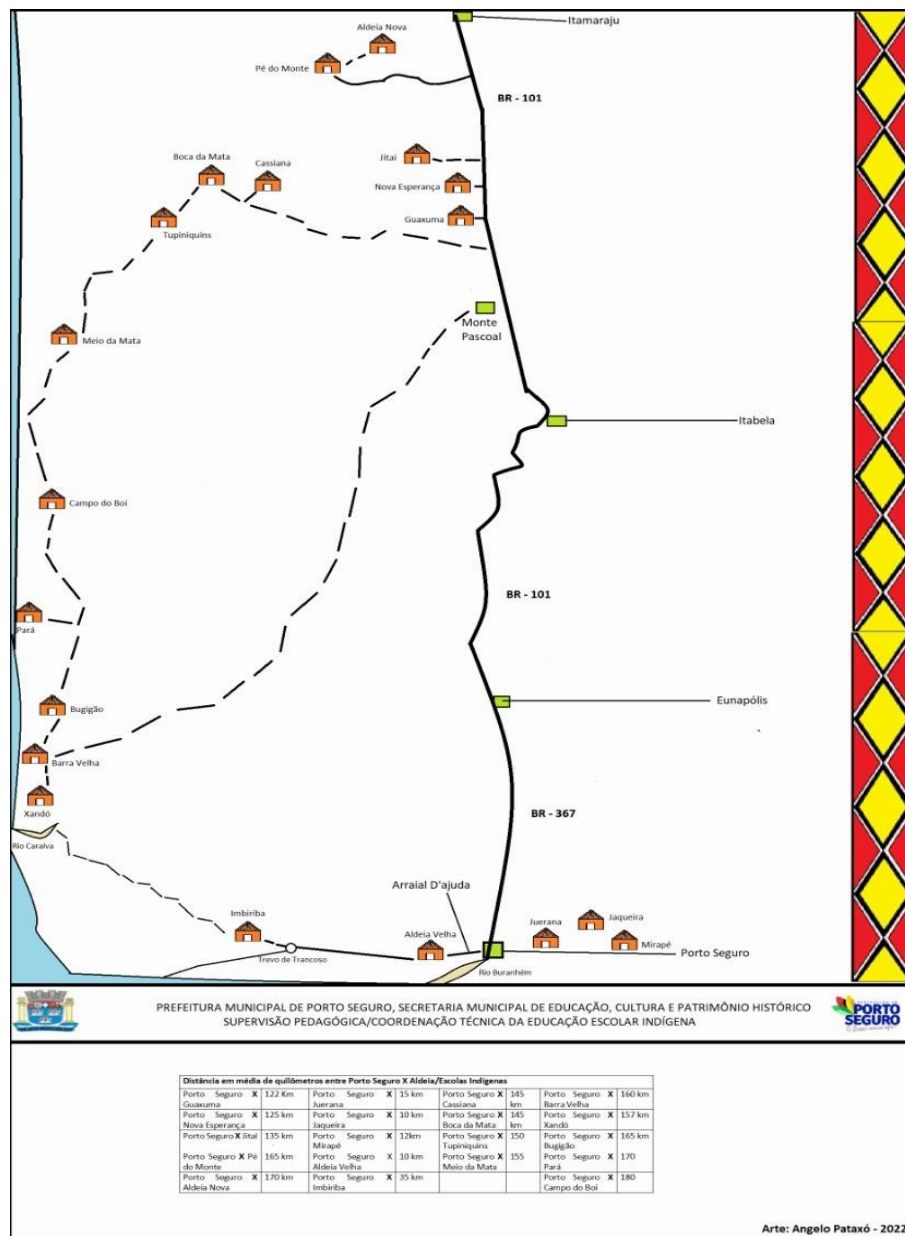 Itamaraju
Aldeia Nova
Pé do Monte
BR - 101
Boca da Mata
Cassiana
Jitaí
Nova Esperança
Guaxuma
Tupiniquins
Monte
Pascoal
Meio da Mata
Itabela
Campo do Boi
BR - 101
Pará
Eunapólis
Bugigão
Barra Velha
Xandó
BR - 367
Rio Caraíva
Arraial D'ajuda
Imbiriba
Aldeia Velha
Juerana
Jaqueira
Mirapé
Porto Seguro
Trevo de Trancoso
Rio Buranhém
PREFEITURA MUNICIPAL DE PORTO SEGURO, SECRETARIA MUNICIPAL DE EDUCAÇÃO, CULTURA E PATRIMÔNIO HISTÓRICO
SUPERVISÃO PEDAGÓGICA/COORDENAÇÃO TÉCNICA DA EDUCAÇÃO ESCOLAR INDÍGENA
PORTO
SEGURO
Distância em média de quilômetros entre Porto Seguro X Aldeia/Escolas Indígenas
Porto Seguro X 122 Km Porto Seguro X 15 km Porto Seguro X 145 Porto Seguro X 160 km
Guaxuma Juerana Cassiana km Barra Velha
Porto Seguro X 125 km Porto Seguro X 10 km Porto Seguro X 145 Porto Seguro X 157 km
Nova Esperança Jaqueira Boca da Mata km Xandó
Porto Seguro X Jitaí 135 km Porto Seguro X 12km Porto Seguro X 150 Porto Seguro X 165 km
Mirapé Tupiniquins Bugigão
Porto Seguro X Pé 165 km Porto Seguro X 10 km Porto Seguro X 155 Porto Seguro X 170
do Monte Aldeia Velha Meio da Mata Pará
Porto Seguro X 170 km Porto Seguro X 35 km Porto Seguro X 180
Aldeia Nova Imbiriba Campo do Boi
Arte: Angelo Pataxó - 2022